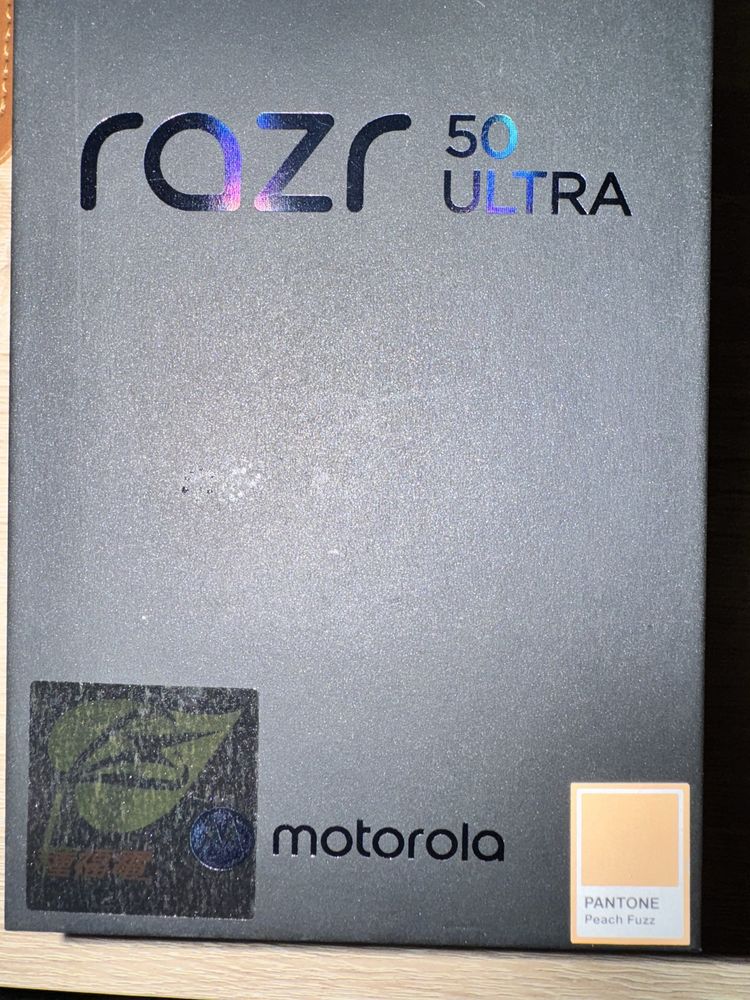 razr 50
ULTRA
motorola
PANTONE
Peach Fuzz